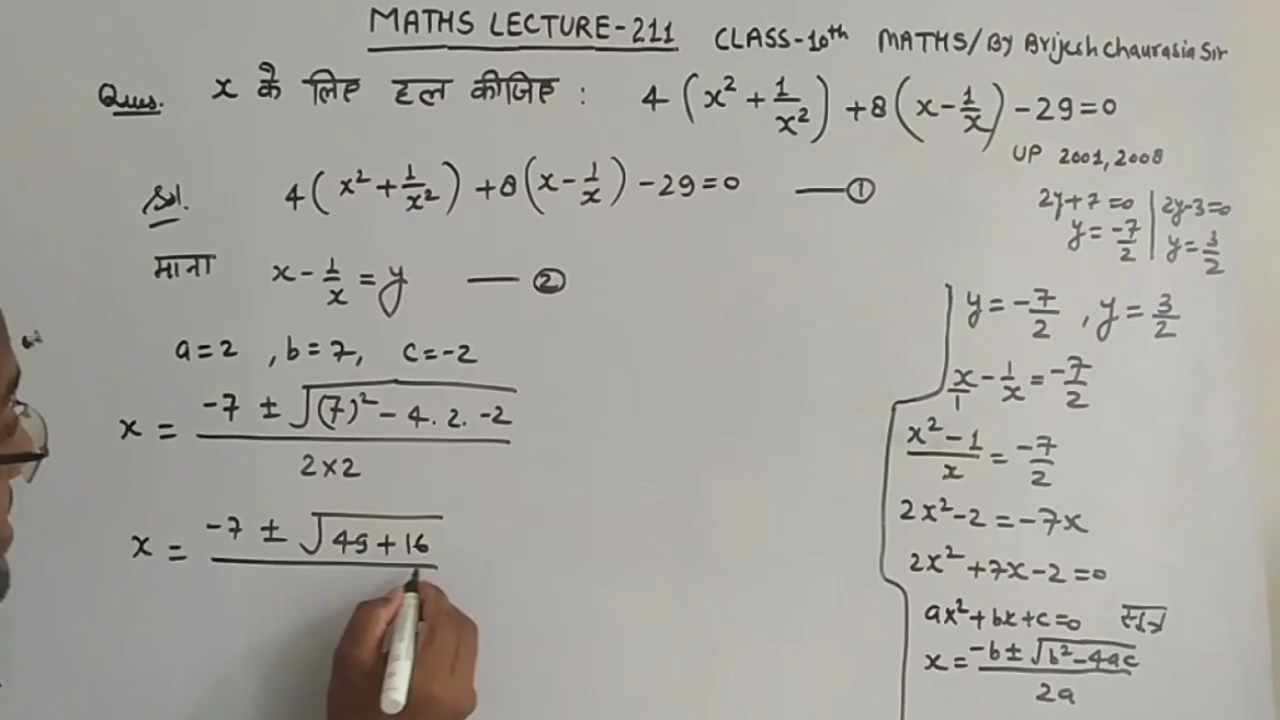 MATHS LECTURE-211 CLASS-10th MATHS/By Brijesh Chaurasia Sir
Ques. x के लिए हल कीजिए : 4(x² + 1/x²) + 8(x - 1/x) - 29 = 0
UP 2001, 2008
Sol. 4(x² + 1/x²) + 8(x - 1/x) - 29 = 0 — ①
माना x - 1/x = y — ②
a = 2 , b = 7, c = -2
x = (-7 ± √((7)² - 4. 2. -2))/(2×2)
x = -7 ± √(49 + 16)
2y + 7 = 0 | 2y - 3 = 0
y = -7/2 | y = 3/2
y = -7/2 , y = 3/2
x/1 - 1/x = -7/2
(x² - 1)/x = -7/2
2x² - 2 = -7x
2x² + 7x - 2 = 0
ax² + bx + c = 0 सूत्र
x = (-b ± √(b² - 4ac))/(2a)